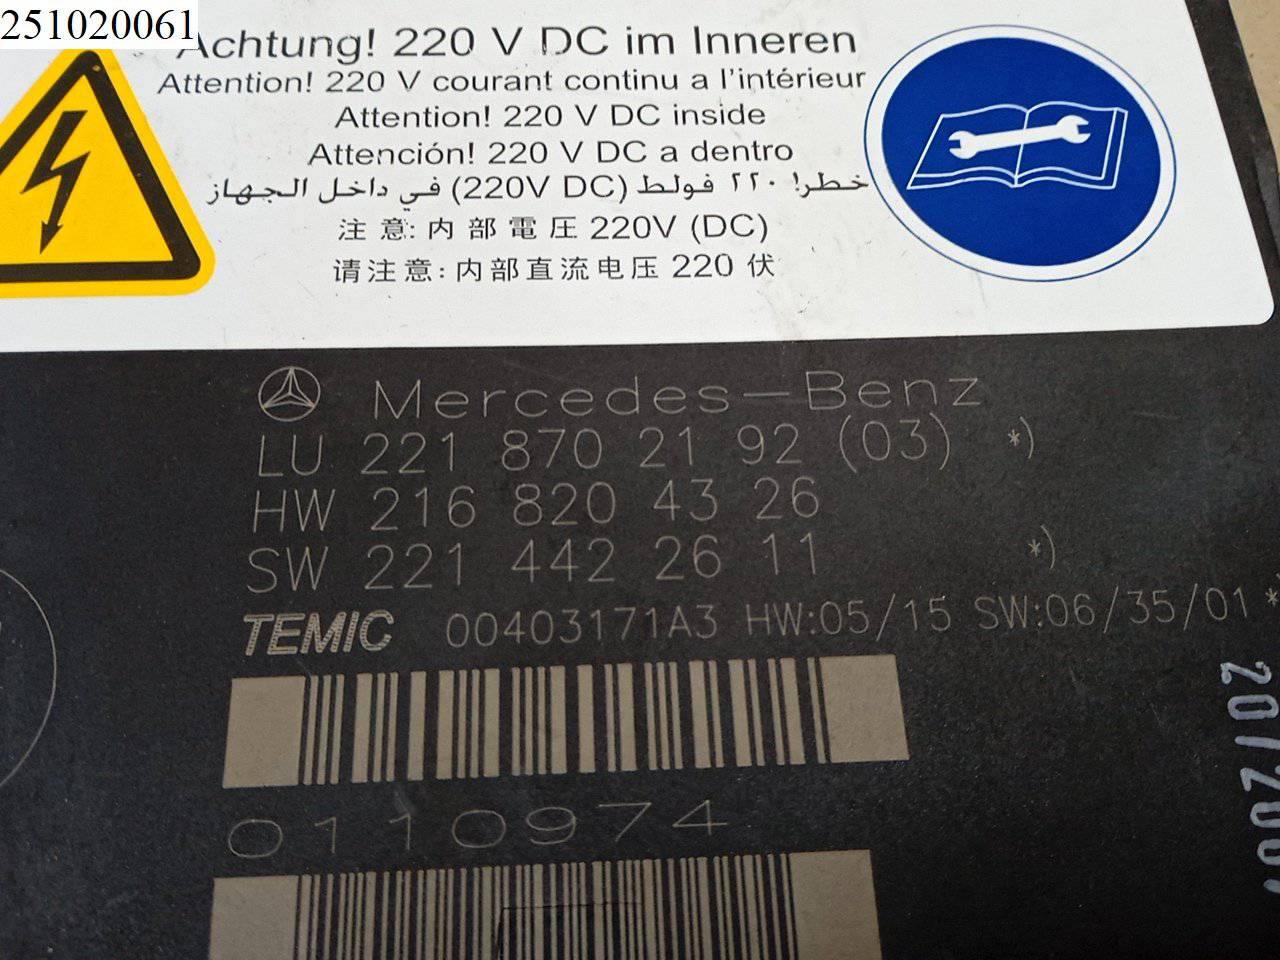 251020061
Achtung! 220 V DC im Inneren
Attention! 220 V courant continu a l'intérieur
Attention! 220 V DC inside
Attención! 220 V DC a dentro
خطر! ٢٢٠ فولط (220V DC) في داخل الجهاز
注 意: 内 部 電 圧 220V (DC)
请 注 意: 内 部 直 流 电 压 220 伏
Mercedes-Benz
LU 221 870 21 92 (03) *)
HW 216 820 43 26
SW 221 442 26 11 *)
TEMIC 00403171A3 HW:05/15 SW:06/35/01 *
0110974
20/2007